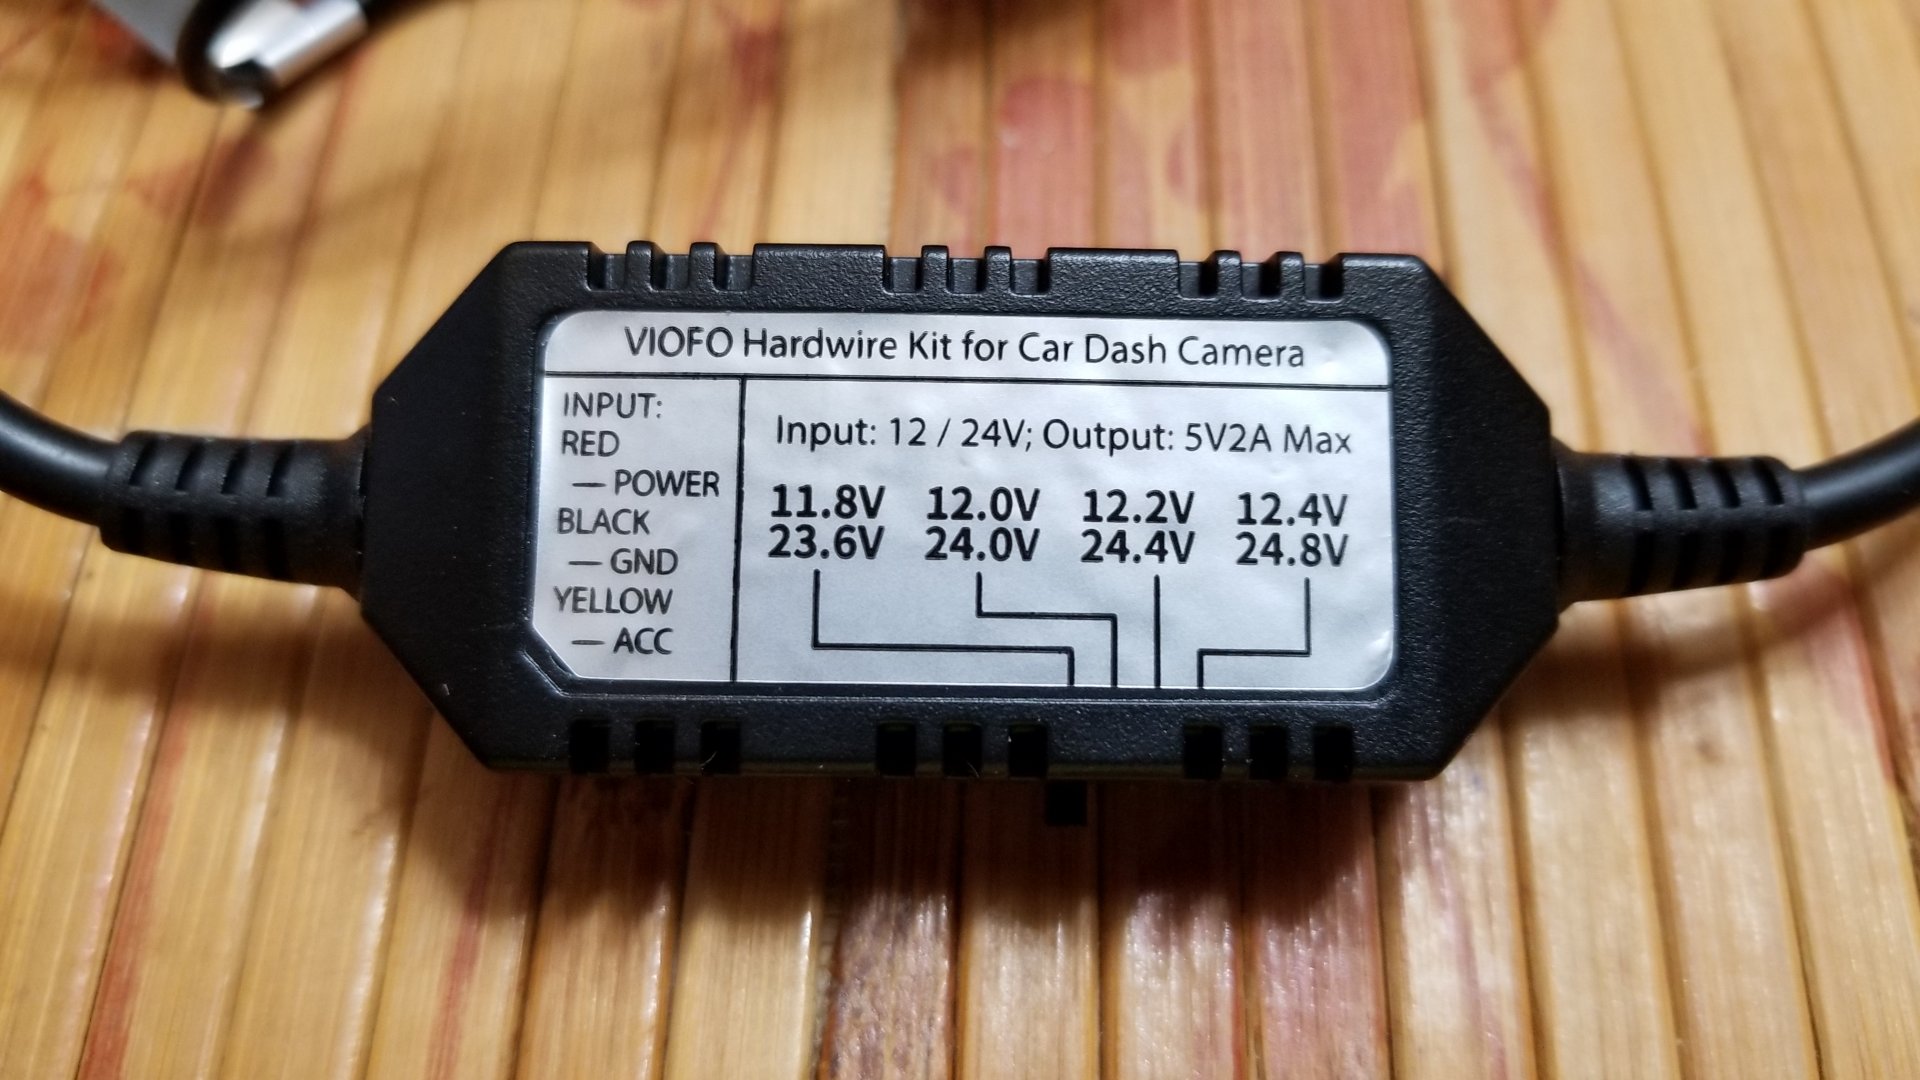 VIOFO Hardwire Kit for Car Dash Camera
INPUT:
RED
— POWER
BLACK
— GND
YELLOW
— ACC
Input: 12 / 24V; Output: 5V2A Max
11.8V 12.0V 12.2V 12.4V
23.6V 24.0V 24.4V 24.8V